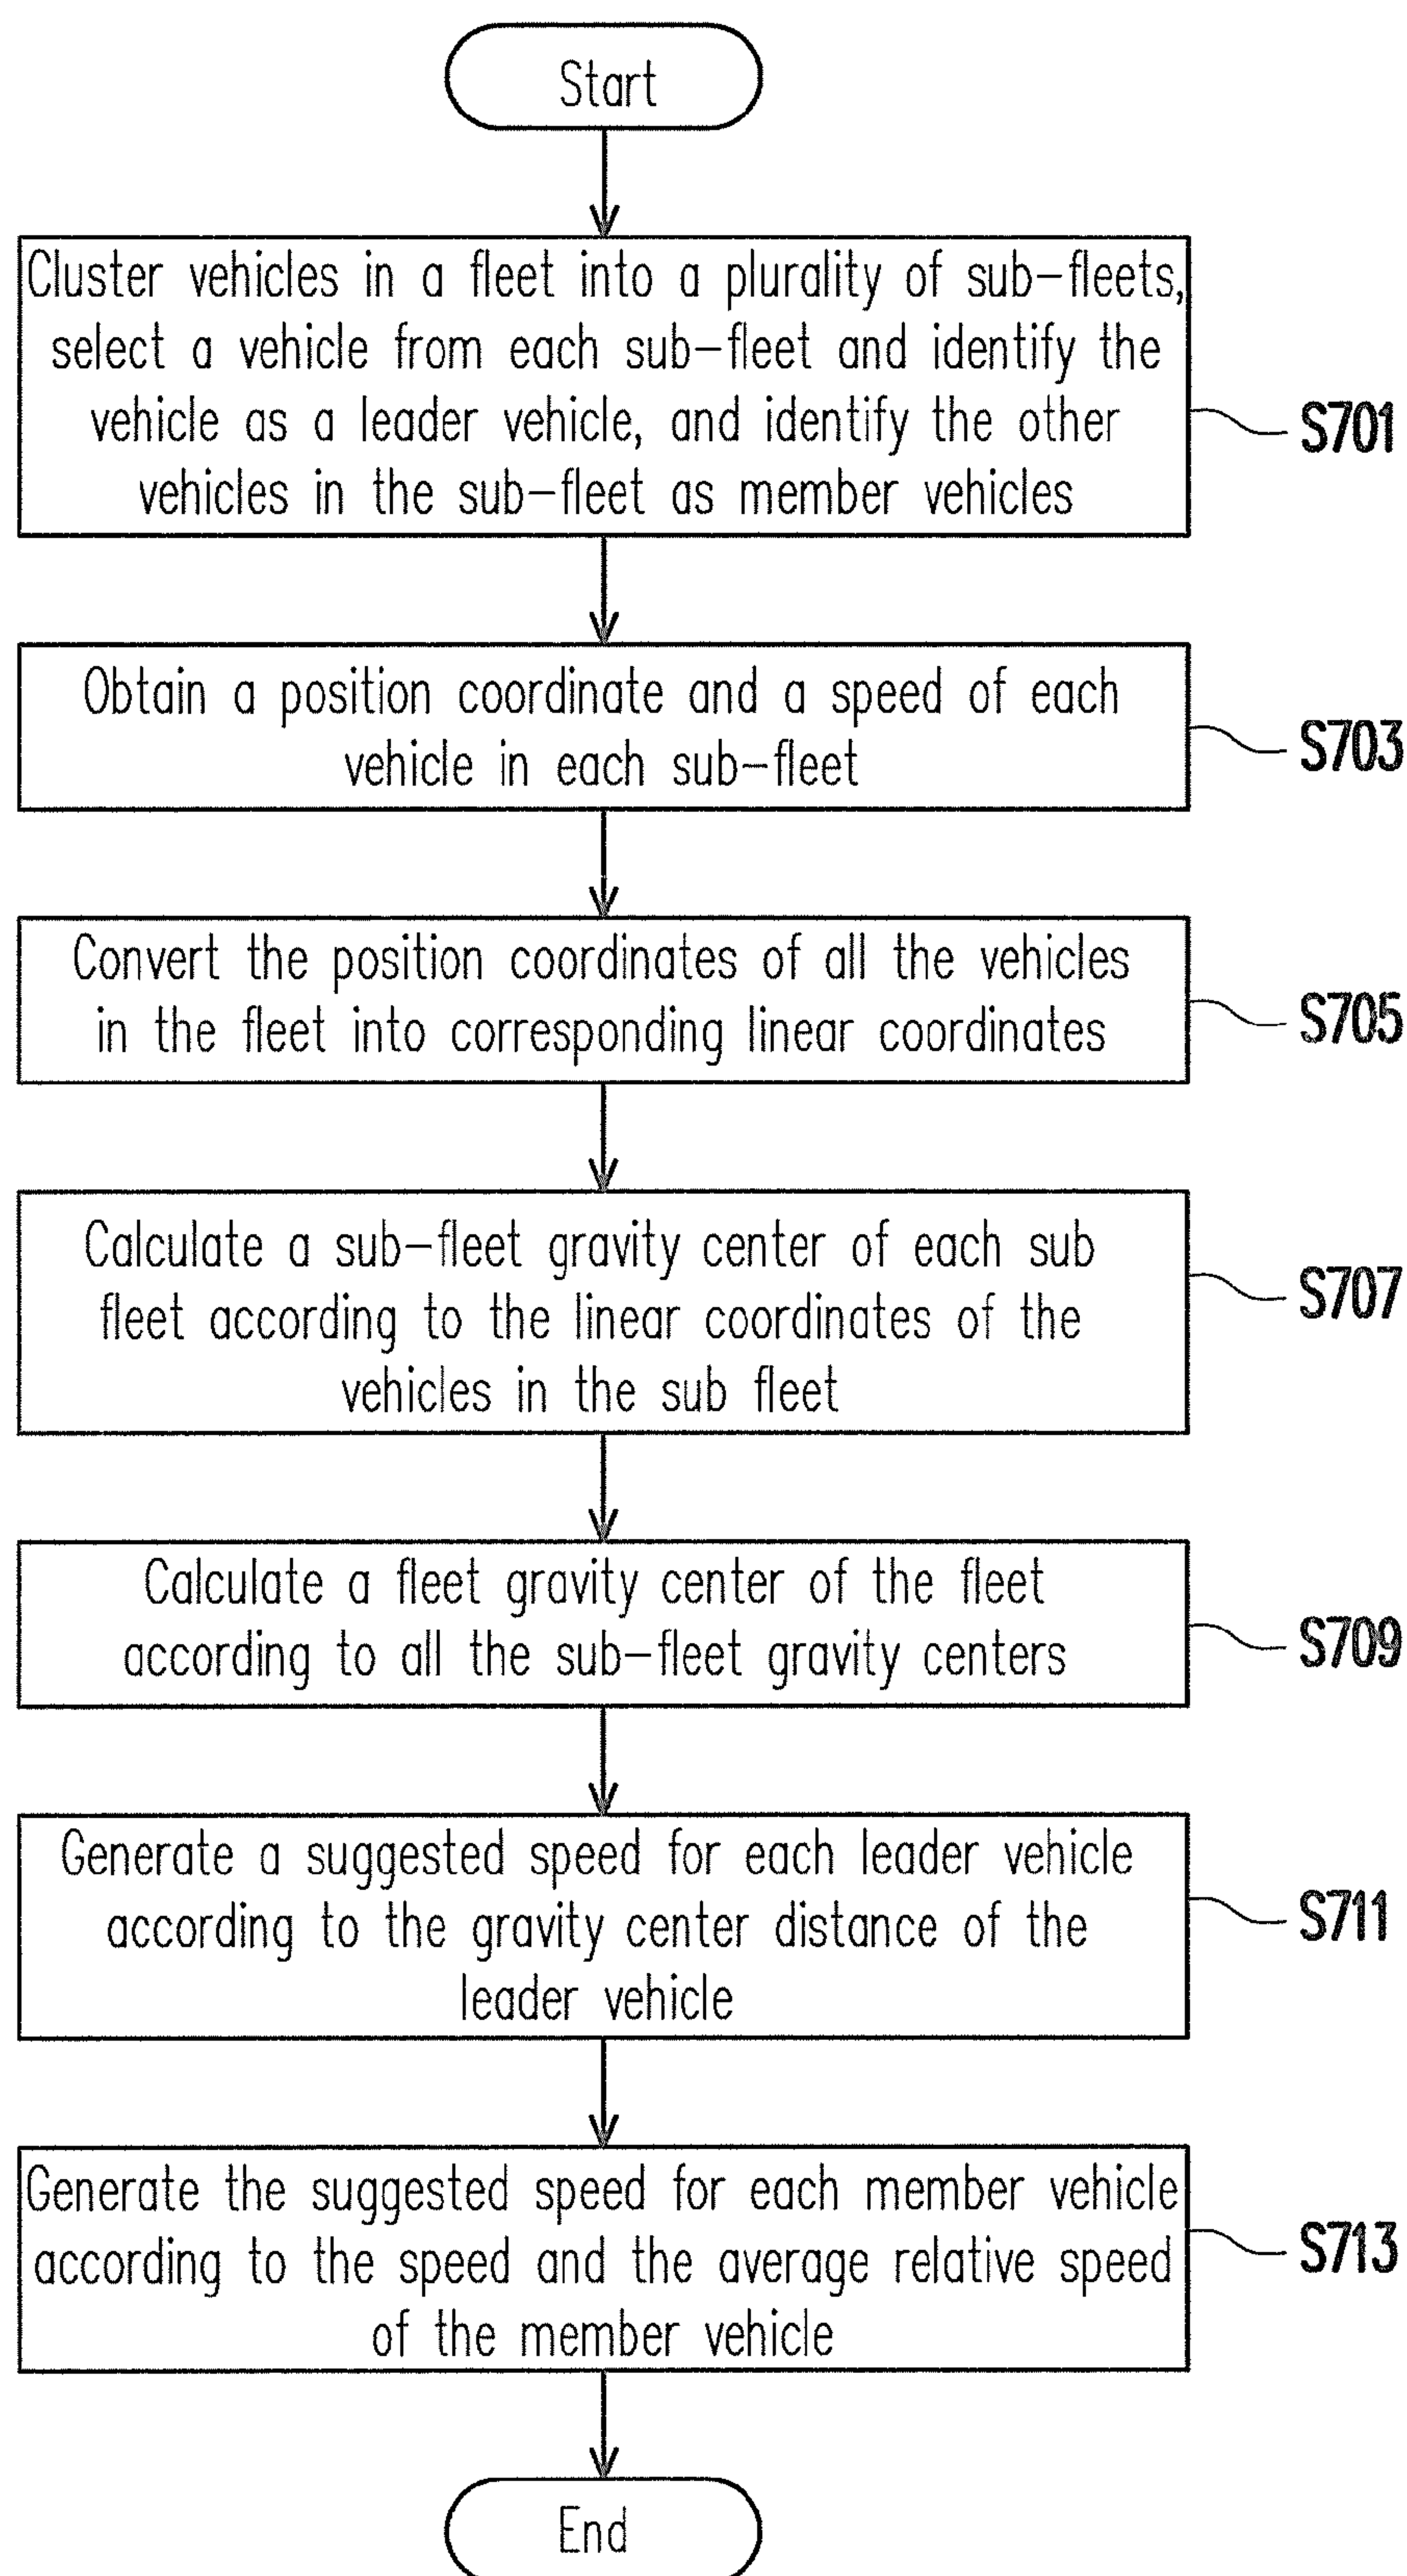 Start
Cluster vehicles in a fleet into a plurality of sub-fleets,
select a vehicle from each sub-fleet and identify the
vehicle as a leader vehicle, and identify the other
vehicles in the sub-fleet as member vehicles
S701
Obtain a position coordinate and a speed of each
vehicle in each sub-fleet
S703
Convert the position coordinates of all the vehicles
in the fleet into corresponding linear coordinates
S705
Calculate a sub-fleet gravity center of each sub
fleet according to the linear coordinates of the
vehicles in the sub fleet
S707
Calculate a fleet gravity center of the fleet
according to all the sub-fleet gravity centers
S709
Generate a suggested speed for each leader vehicle
according to the gravity center distance of the
leader vehicle
S711
Generate the suggested speed for each member vehicle
according to the speed and the average relative speed
of the member vehicle
S713
End